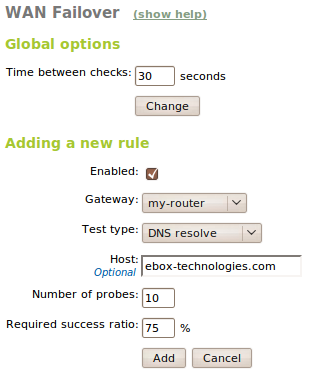 WAN Failover (show help)
Global options
Time between checks: 30 seconds
Change
Adding a new rule
Enabled:
Gateway: my-router
Test type: DNS resolve
Host: ebox-technologies.com
Optional
Number of probes: 10
Required success ratio: 75 %
Add Cancel